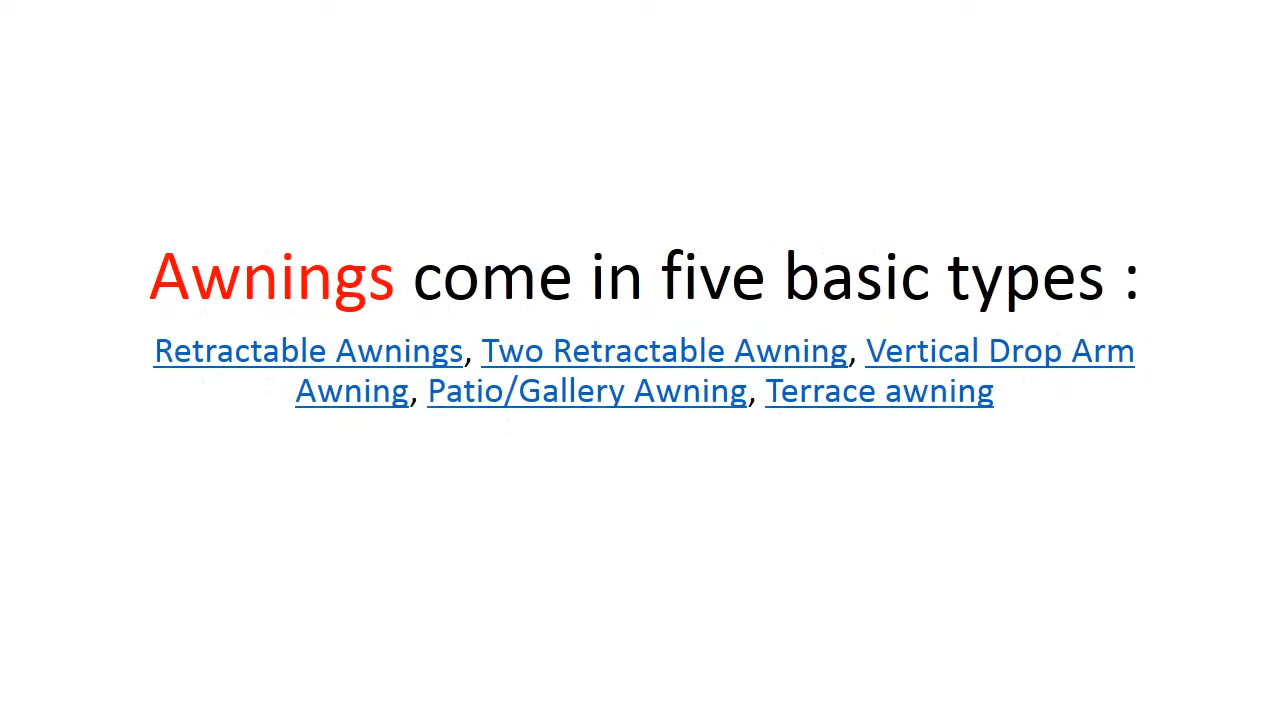 Awnings come in five basic types :
Retractable Awnings, Two Retractable Awning, Vertical Drop Arm
Awning, Patio/Gallery Awning, Terrace awning